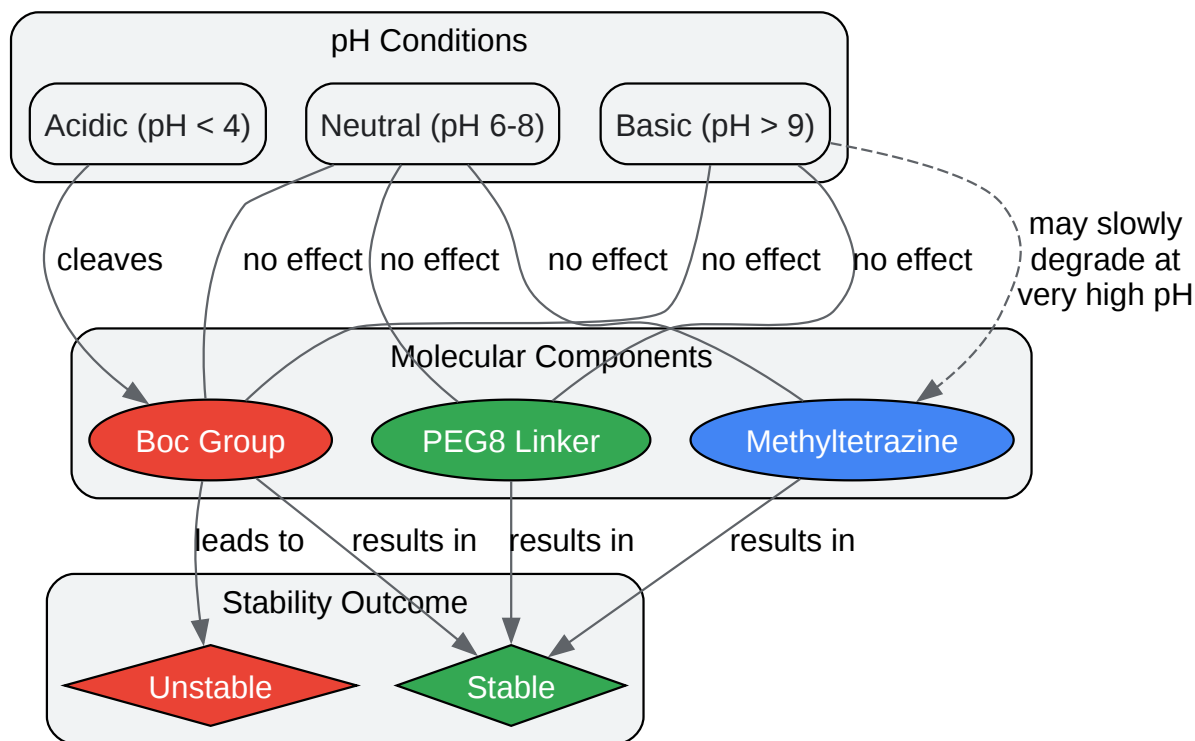 pH Conditions
Acidic (pH < 4)
Neutral (pH 6-8)
Basic (pH > 9)
cleaves
no effect
no effect
no effect
no effect
no effect
may slowly
degrade at
very high pH
Molecular Components
Boc Group
PEG8 Linker
Methyltetrazine
leads to
results in
results in
results in
Stability Outcome
Unstable
Stable